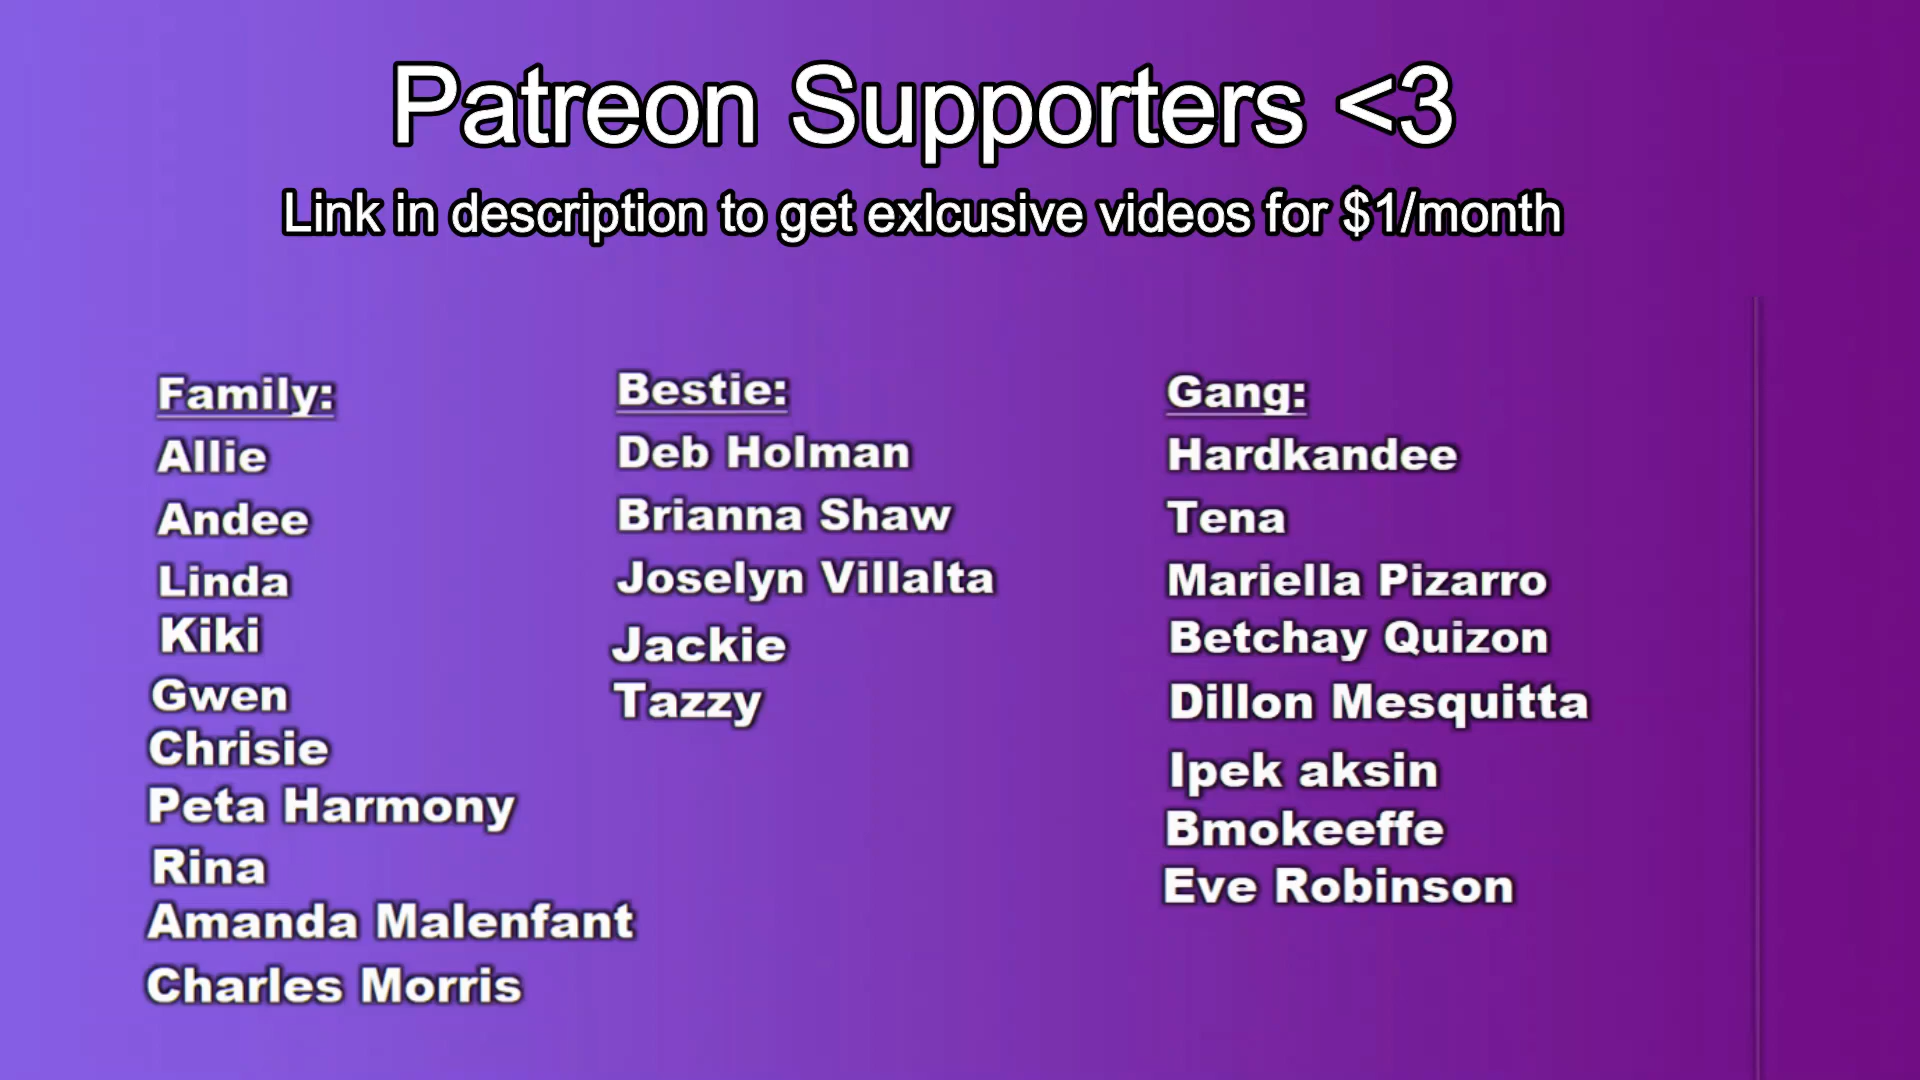 Patreon Supporters <3
Link in description to get exlcusive videos for $1/month
Family:
Allie
Andee
Linda
Kiki
Gwen
Chrisie
Peta Harmony
Rina
Amanda Malenfant
Charles Morris
Bestie:
Deb Holman
Brianna Shaw
Joselyn Villalta
Jackie
Tazzy
Gang:
Hardkandee
Tena
Mariella Pizarro
Betchay Quizon
Dillon Mesquitta
Ipek aksin
Bmokeeffe
Eve Robinson